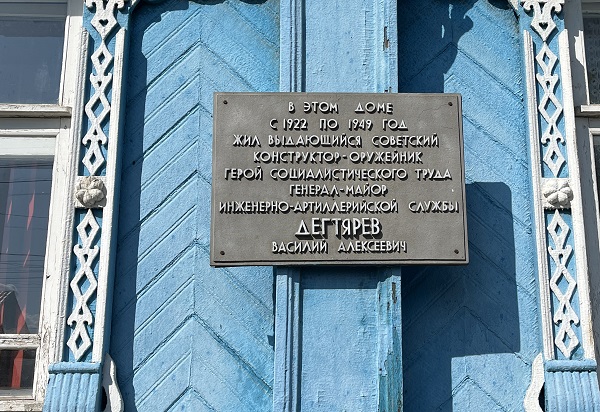 В ЭТОМ ДОМЕ
С 1922 ПО 1949 ГОД
ЖИЛ ВЫДАЮЩИЙСЯ СОВЕТСКИЙ
КОНСТРУКТОР-ОРУЖЕЙНИК
ГЕРОЙ СОЦИАЛИСТИЧЕСКОГО ТРУДА
ГЕНЕРАЛ-МАЙОР
ИНЖЕНЕРНО-АРТИЛЛЕРИЙСКОЙ СЛУЖБЫ
ДЕГТЯРЕВ
ВАСИЛИЙ АЛЕКСЕЕВИЧ